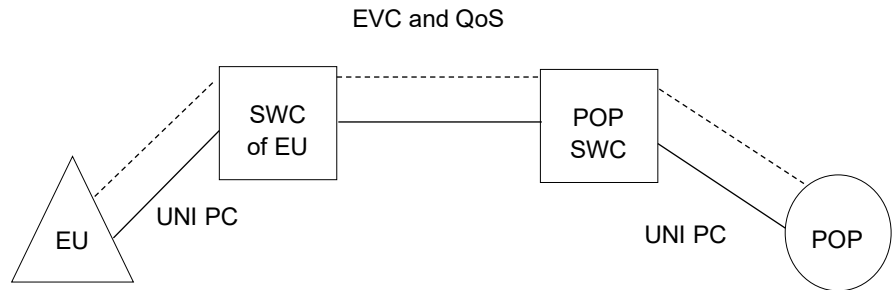 EVC and QoS
SWC
of EU
POP
SWC
UNI PC
EU
UNI PC
POP